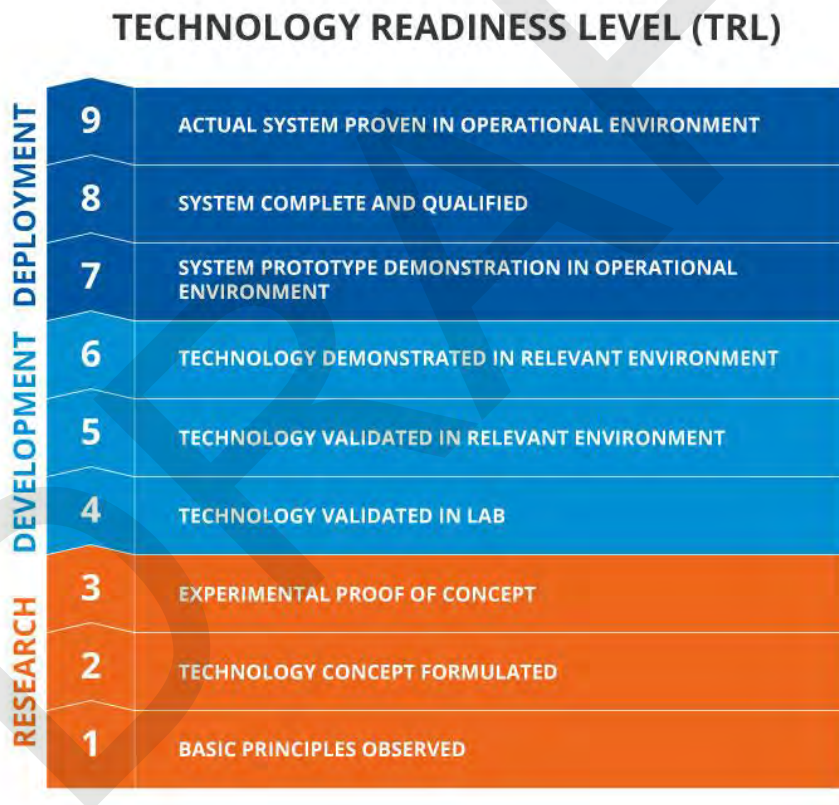 TECHNOLOGY READINESS LEVEL (TRL)
DEPLOYMENT
9
ACTUAL SYSTEM PROVEN IN OPERATIONAL ENVIRONMENT
8
SYSTEM COMPLETE AND QUALIFIED
7
SYSTEM PROTOTYPE DEMONSTRATION IN OPERATIONAL
ENVIRONMENT
DEVELOPMENT
6
TECHNOLOGY DEMONSTRATED IN RELEVANT ENVIRONMENT
5
TECHNOLOGY VALIDATED IN RELEVANT ENVIRONMENT
4
TECHNOLOGY VALIDATED IN LAB
RESEARCH
3
EXPERIMENTAL PROOF OF CONCEPT
2
TECHNOLOGY CONCEPT FORMULATED
1
BASIC PRINCIPLES OBSERVED